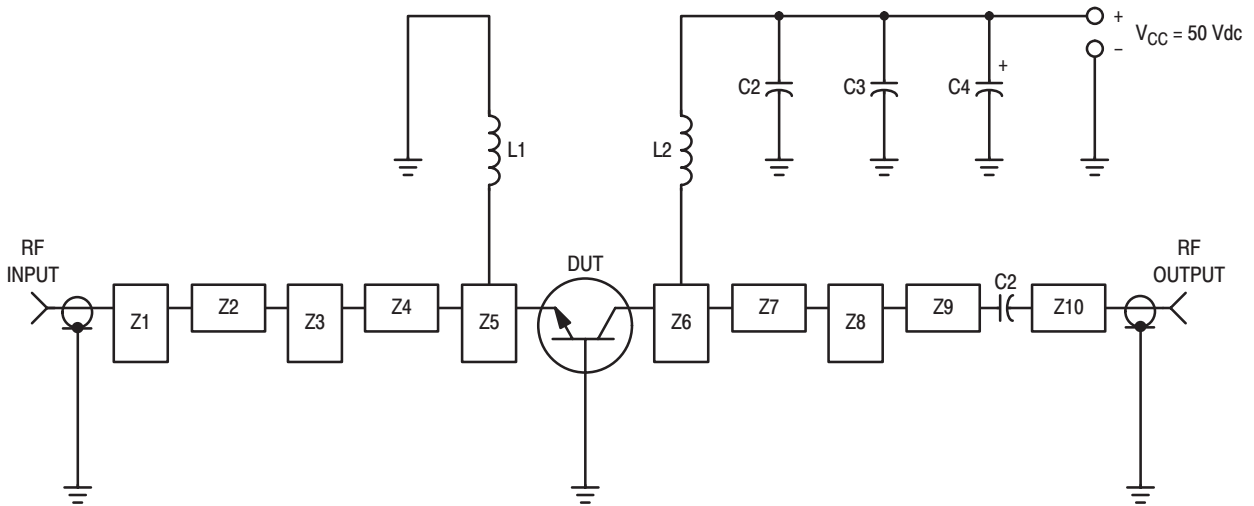 +
V_CC = 50 Vdc
–
C2
C3
+
C4
L1
L2
RF
INPUT
DUT
RF
OUTPUT
C2
Z1
Z2
Z3
Z4
Z5
Z6
Z7
Z8
Z9
Z10